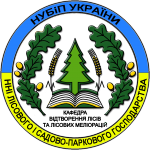 НУБІП УКРАЇНИ
КАФЕДРА
ВІДТВОРЕННЯ ЛІСІВ
ТА ЛІСОВИХ МЕЛІОРАЦІЙ
ННІ ЛІСОВОГО І САДОВО-ПАРКОВОГО ГОСПОДАРСТВА